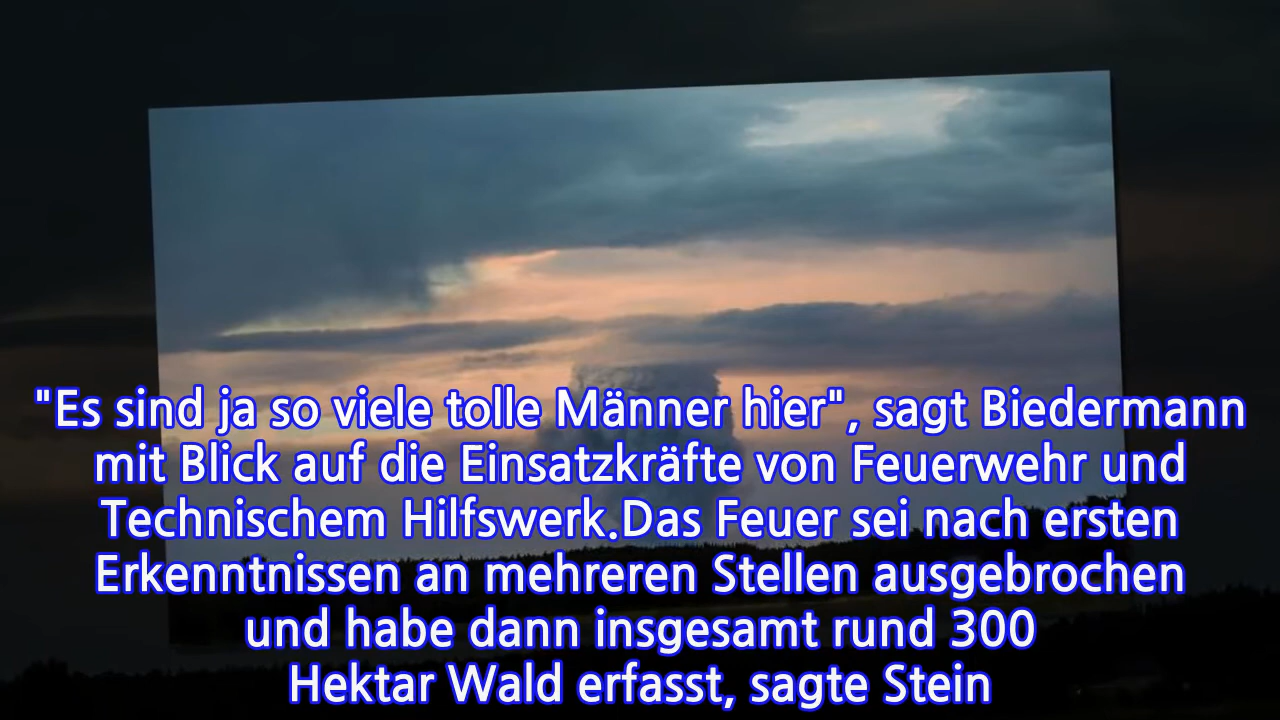 "Es sind ja so viele tolle Männer hier", sagt Biedermann
mit Blick auf die Einsatzkräfte von Feuerwehr und
Technischem Hilfswerk.Das Feuer sei nach ersten
Erkenntnissen an mehreren Stellen ausgebrochen
und habe dann insgesamt rund 300
Hektar Wald erfasst, sagte Stein